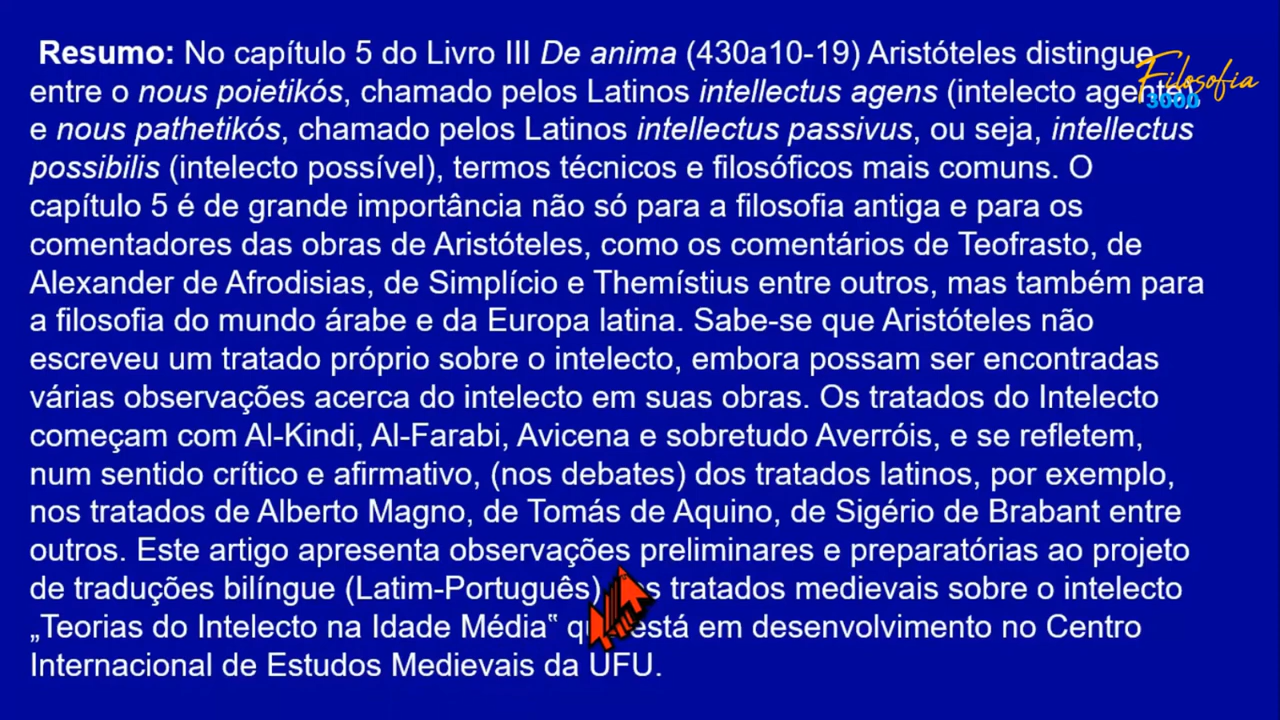 Resumo: No capítulo 5 do Livro III De anima (430a10-19) Aristóteles distingue
entre o nous poietikós, chamado pelos Latinos intellectus agens (intelecto
e nous pathetikós, chamado pelos Latinos intellectus passivus, ou seja, intellectus
possibilis (intelecto possível), termos técnicos e filosóficos mais comuns. O
capítulo 5 é de grande importância não só para a filosofia antiga e para os
comentadores das obras de Aristóteles, como os comentários de Teofrasto, de
Alexander de Afrodisias, de Simplício e Themístius entre outros, mas também para
a filosofia do mundo árabe e da Europa latina. Sabe-se que Aristóteles não
escreveu um tratado próprio sobre o intelecto, embora possam ser encontradas
várias observações acerca do intelecto em suas obras. Os tratados do Intelecto
começam com Al-Kindi, Al-Farabi, Avicena e sobretudo Averróis, e se refletem,
num sentido crítico e afirmativo, (nos debates) dos tratados latinos, por exemplo,
nos tratados de Alberto Magno, de Tomás de Aquino, de Sigério de Brabant entre
outros. Este artigo apresenta observações preliminares e preparatórias ao projeto
de traduções bilíngue (Latim-Português) tratados medievais sobre o intelecto
„Teorias do Intelecto na Idade Média‟ está em desenvolvimento no Centro
Internacional de Estudos Medievais da UFU.
Filosofia
3000